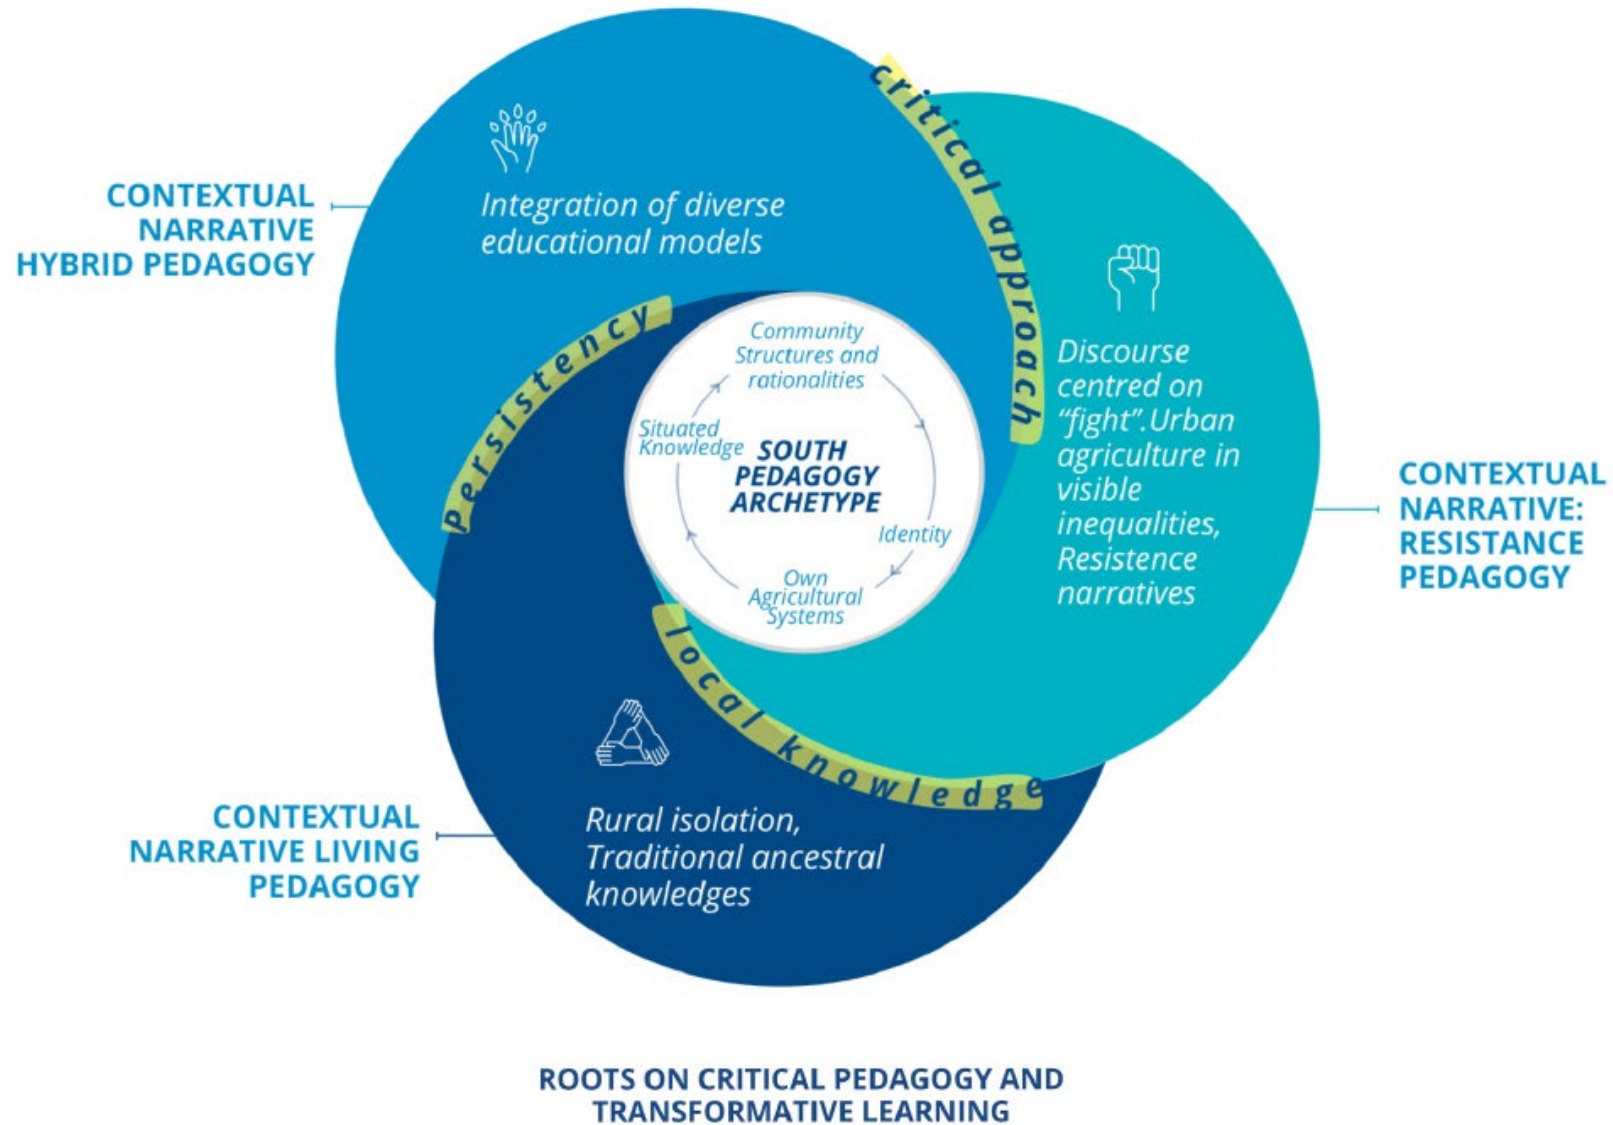 CONTEXTUAL
NARRATIVE
HYBRID PEDAGOGY
Integration of diverse
educational models
critical approach
Persistency
Discourse
centred on
“fight”.Urban
agriculture in
visible
inequalities,
Resistence
narratives
CONTEXTUAL
NARRATIVE:
RESISTANCE
PEDAGOGY
Community
Structures and
rationalities
Situated
Knowledge
SOUTH
PEDAGOGY
ARCHETYPE
Identity
Own
Agricultural
Systems
local knowledge
CONTEXTUAL
NARRATIVE LIVING
PEDAGOGY
Rural isolation,
Traditional ancestral
knowledges
ROOTS ON CRITICAL PEDAGOGY AND
TRANSFORMATIVE LEARNING